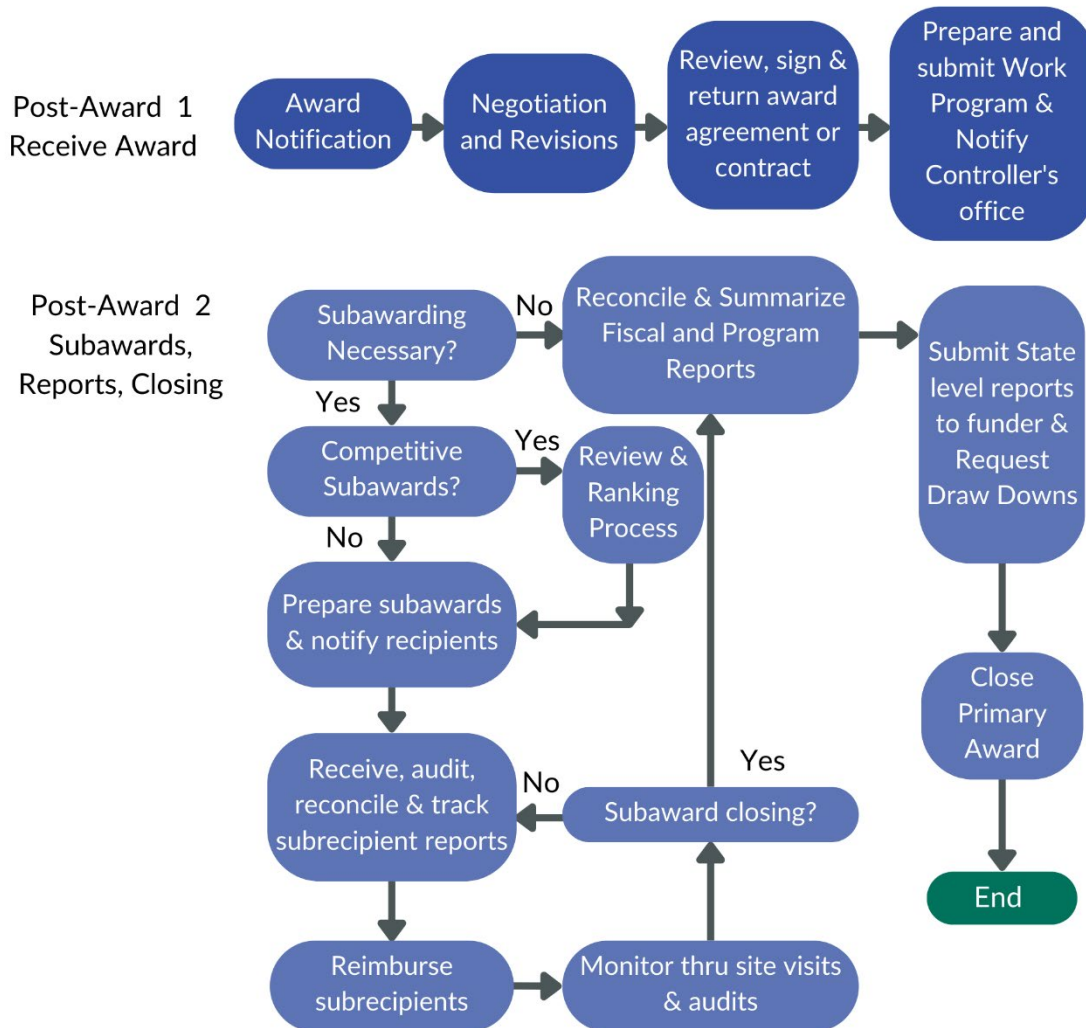 Post-Award 1
Receive Award
Award
Notification
Negotiation
and Revisions
Review, sign &
return award
agreement or
contract
Prepare and
submit Work
Program &
Notify
Controller's
office
Post-Award 2
Subawards,
Reports, Closing
Subawarding
Necessary?
No
Reconcile & Summarize
Fiscal and Program
Reports
Submit State
level reports
to funder &
Request
Draw Downs
Yes
Competitive
Subawards?
Yes
Review &
Ranking
Process
No
Prepare subawards
& notify recipients
Close
Primary
Award
Receive, audit,
reconcile & track
subrecipient reports
No
Subaward closing?
Yes
End
Reimburse
subrecipients
Monitor thru site visits
& audits